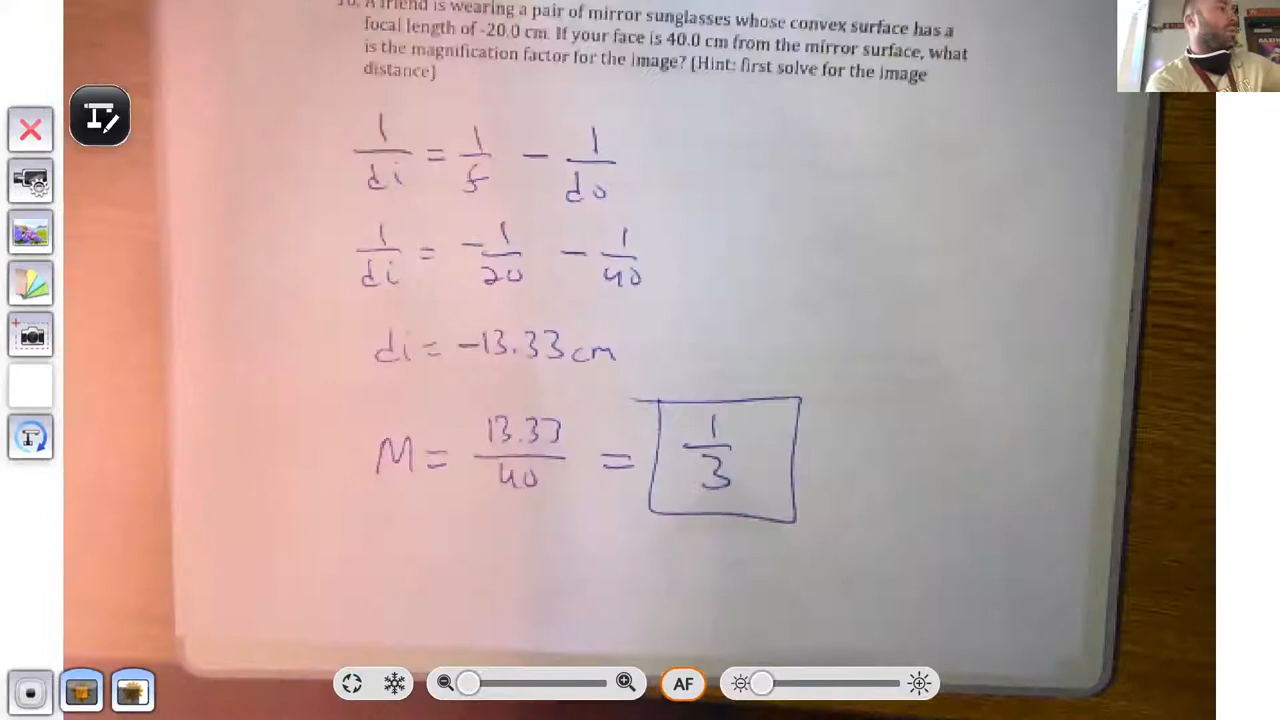 10. A friend is wearing a pair of mirror sunglasses whose convex surface has a
focal length of -20.0 cm. If your face is 40.0 cm from the mirror surface, what
is the magnification factor for the image? (Hint: first solve for the image
distance)
1/di = 1/f - 1/do
1/di = -1/20 - 1/40
di = -13.33cm
M = 13.33/40 = 1/3
AF